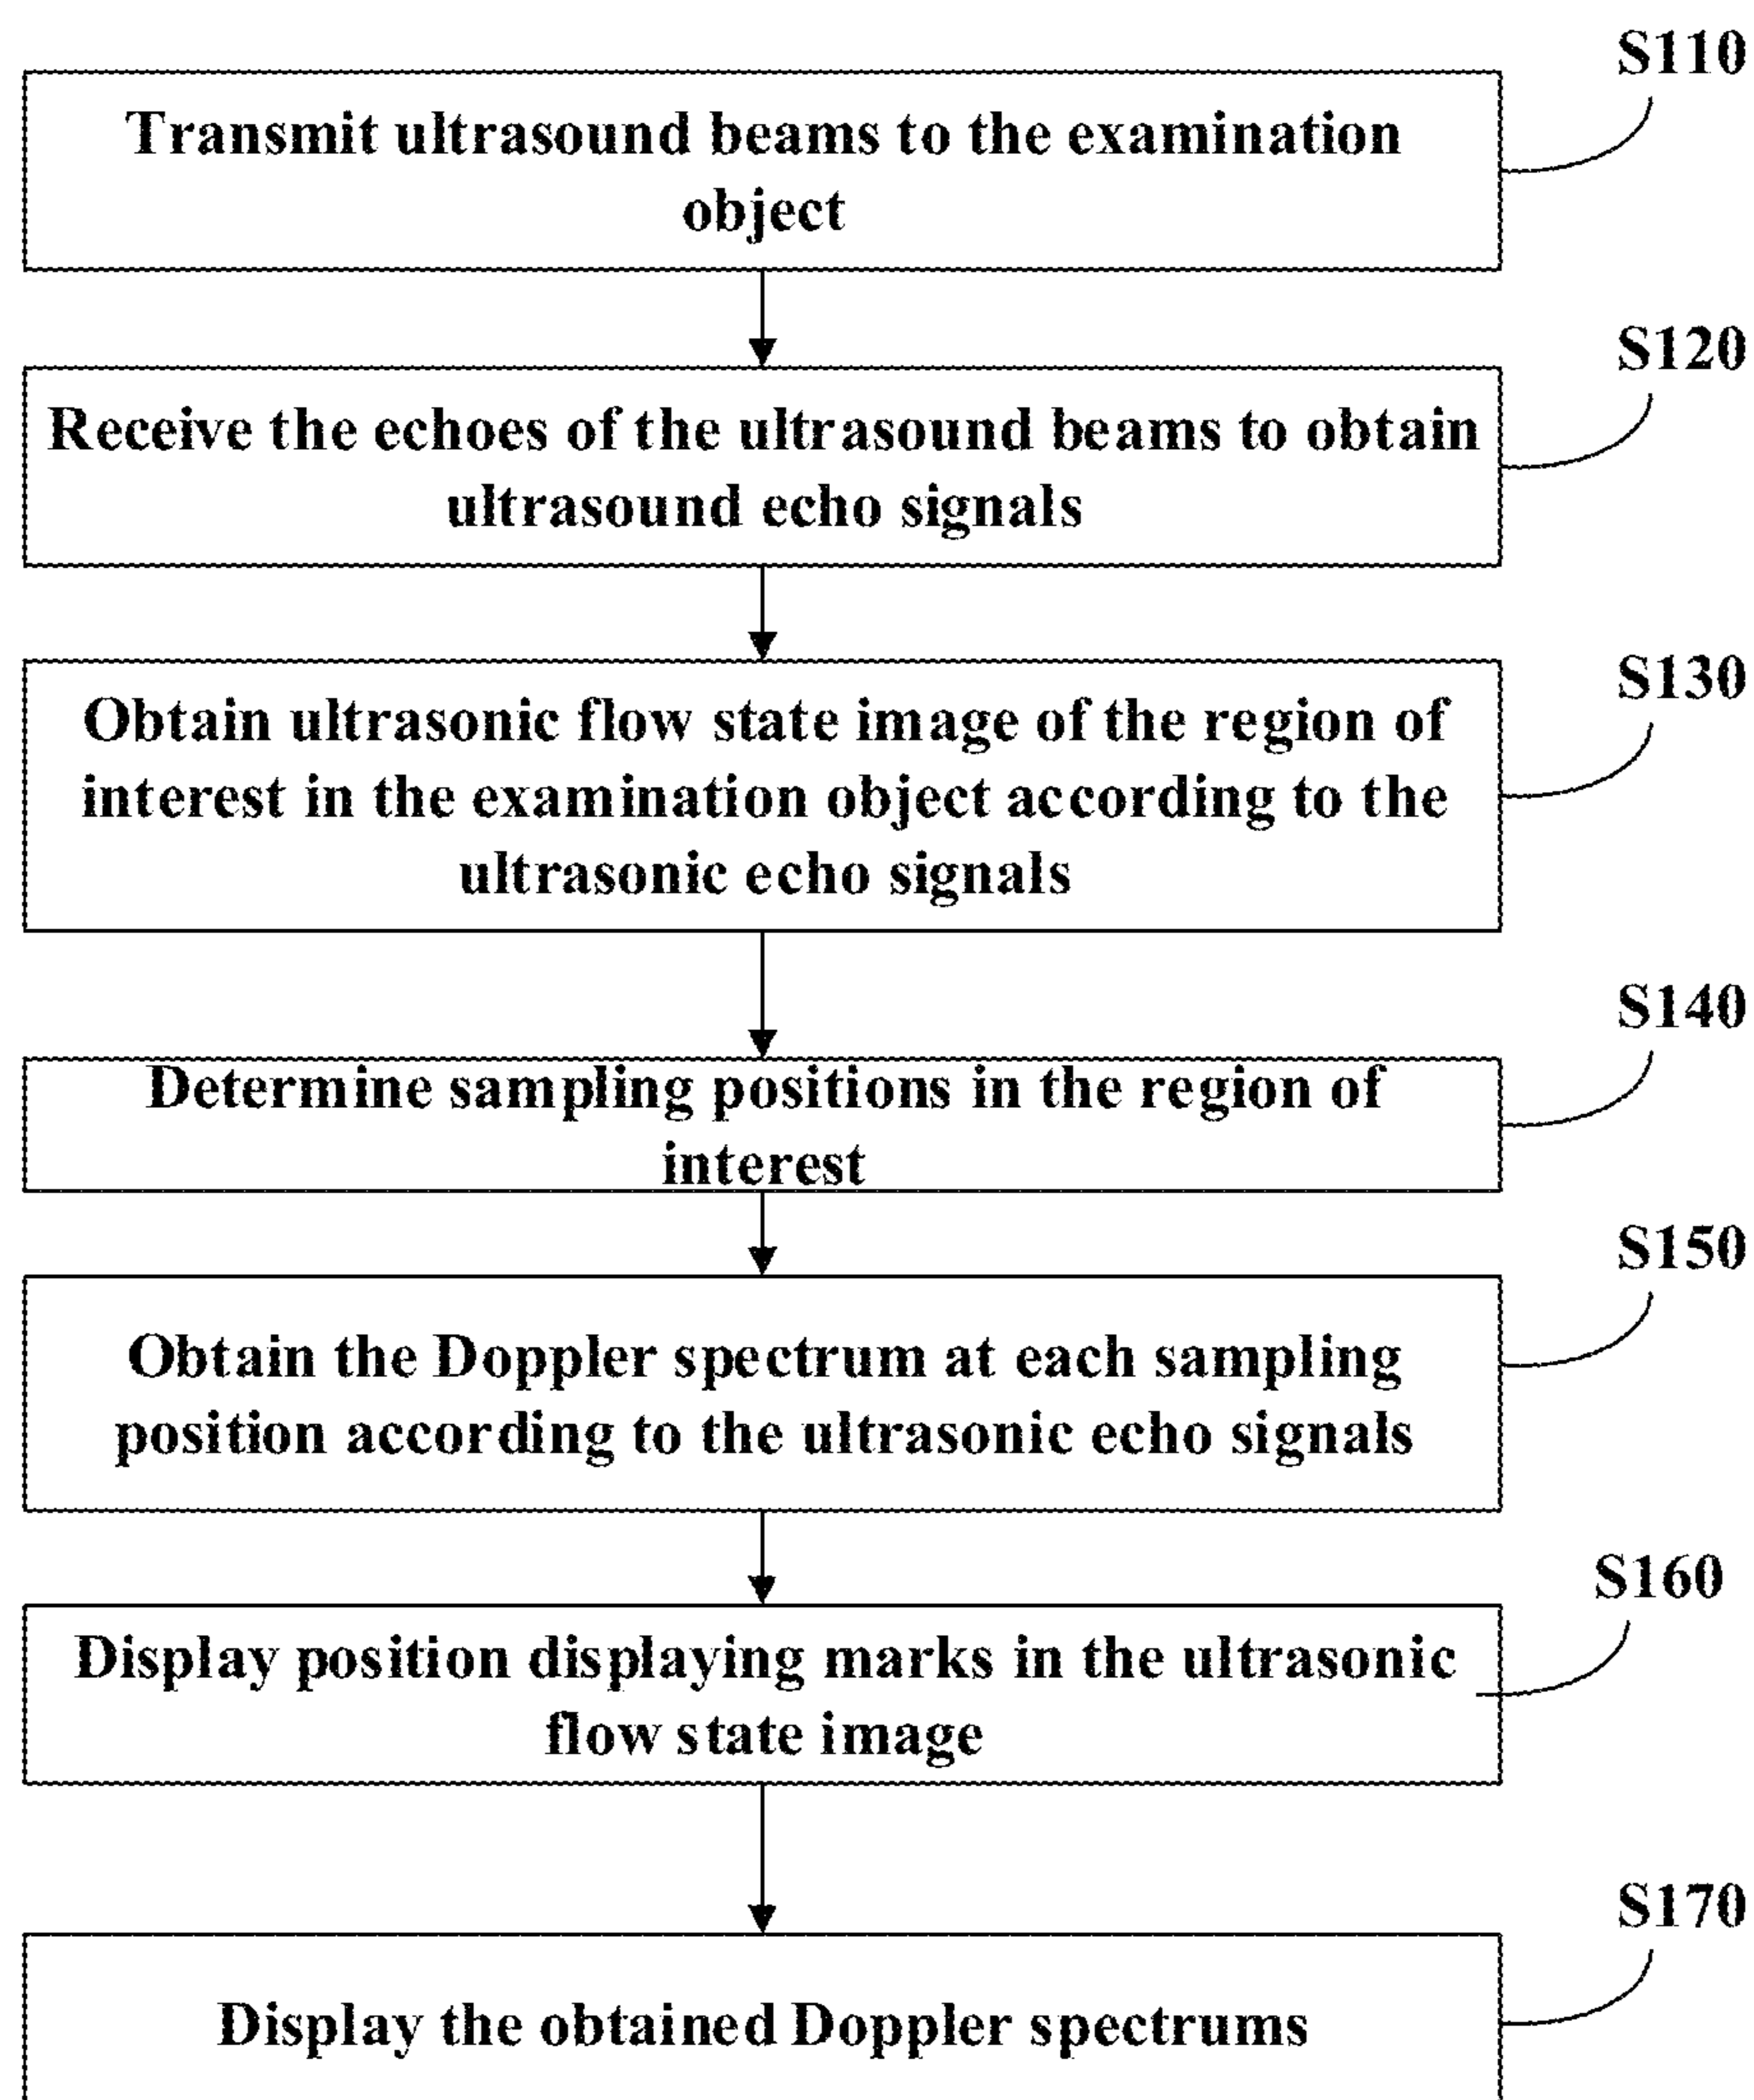 S110
Transmit ultrasound beams to the examination
object
S120
Receive the echoes of the ultrasound beams to obtain
ultrasound echo signals
S130
Obtain ultrasonic flow state image of the region of
interest in the examination object according to the
ultrasonic echo signals
S140
Determine sampling positions in the region of
interest
S150
Obtain the Doppler spectrum at each sampling
position according to the ultrasonic echo signals
S160
Display position displaying marks in the ultrasonic
flow state image
S170
Display the obtained Doppler spectrums